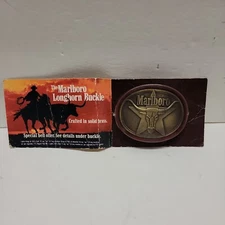 The Marlboro
Longhorn Buckle
Crafted in solid brass.
Special belt offer. See details under buckle.
Marlboro